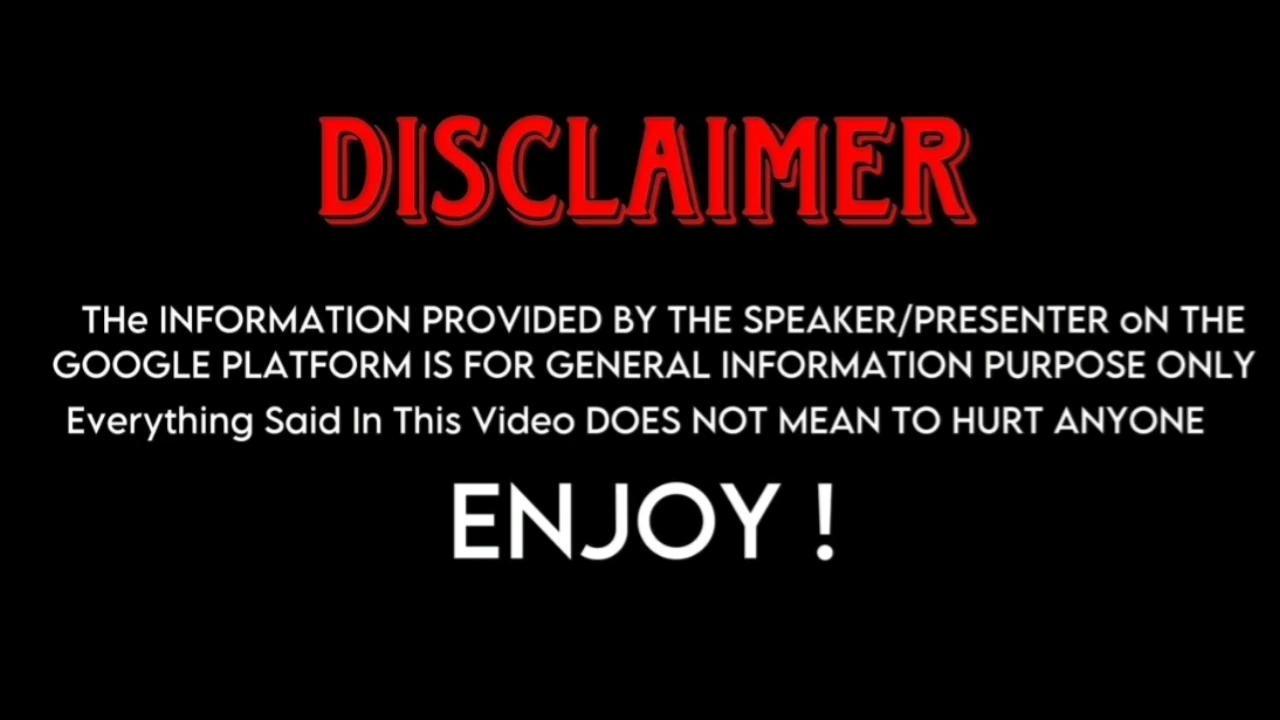 DISCLAIMER
THe INFORMATION PROVIDED BY THE SPEAKER/PRESENTER oN THE
GOOGLE PLATFORM IS FOR GENERAL INFORMATION PURPOSE ONLY
Everything Said In This Video DOES NOT MEAN TO HURT ANYONE
ENJOY !